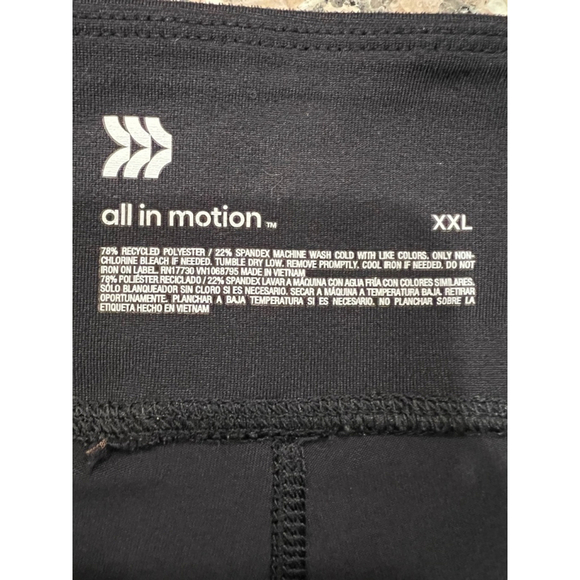 all in motion ™ XXL
78% RECYCLED POLYESTER / 22% SPANDEX MACHINE WASH COLD WITH LIKE COLORS. ONLY NON-
CHLORINE BLEACH IF NEEDED. TUMBLE DRY LOW. REMOVE PROMPTLY. COOL IRON IF NEEDED. DO NOT
IRON ON LABEL. RN17730 VN1068795 MADE IN VIETNAM
78% POLIÉSTER RECICLADO / 22% SPANDEX LAVAR A MÁQUINA CON AGUA FRÍA CON COLORES SIMILARES.
SÓLO BLANQUEADOR SIN CLORO SI ES NECESARIO. SECAR A MÁQUINA A TEMPERATURA BAJA. RETIRAR
OPORTUNAMENTE. PLANCHAR A BAJA TEMPERATURA SI ES NECESARIO. NO PLANCHAR SOBRE LA
ETIQUETA HECHO EN VIETNAM